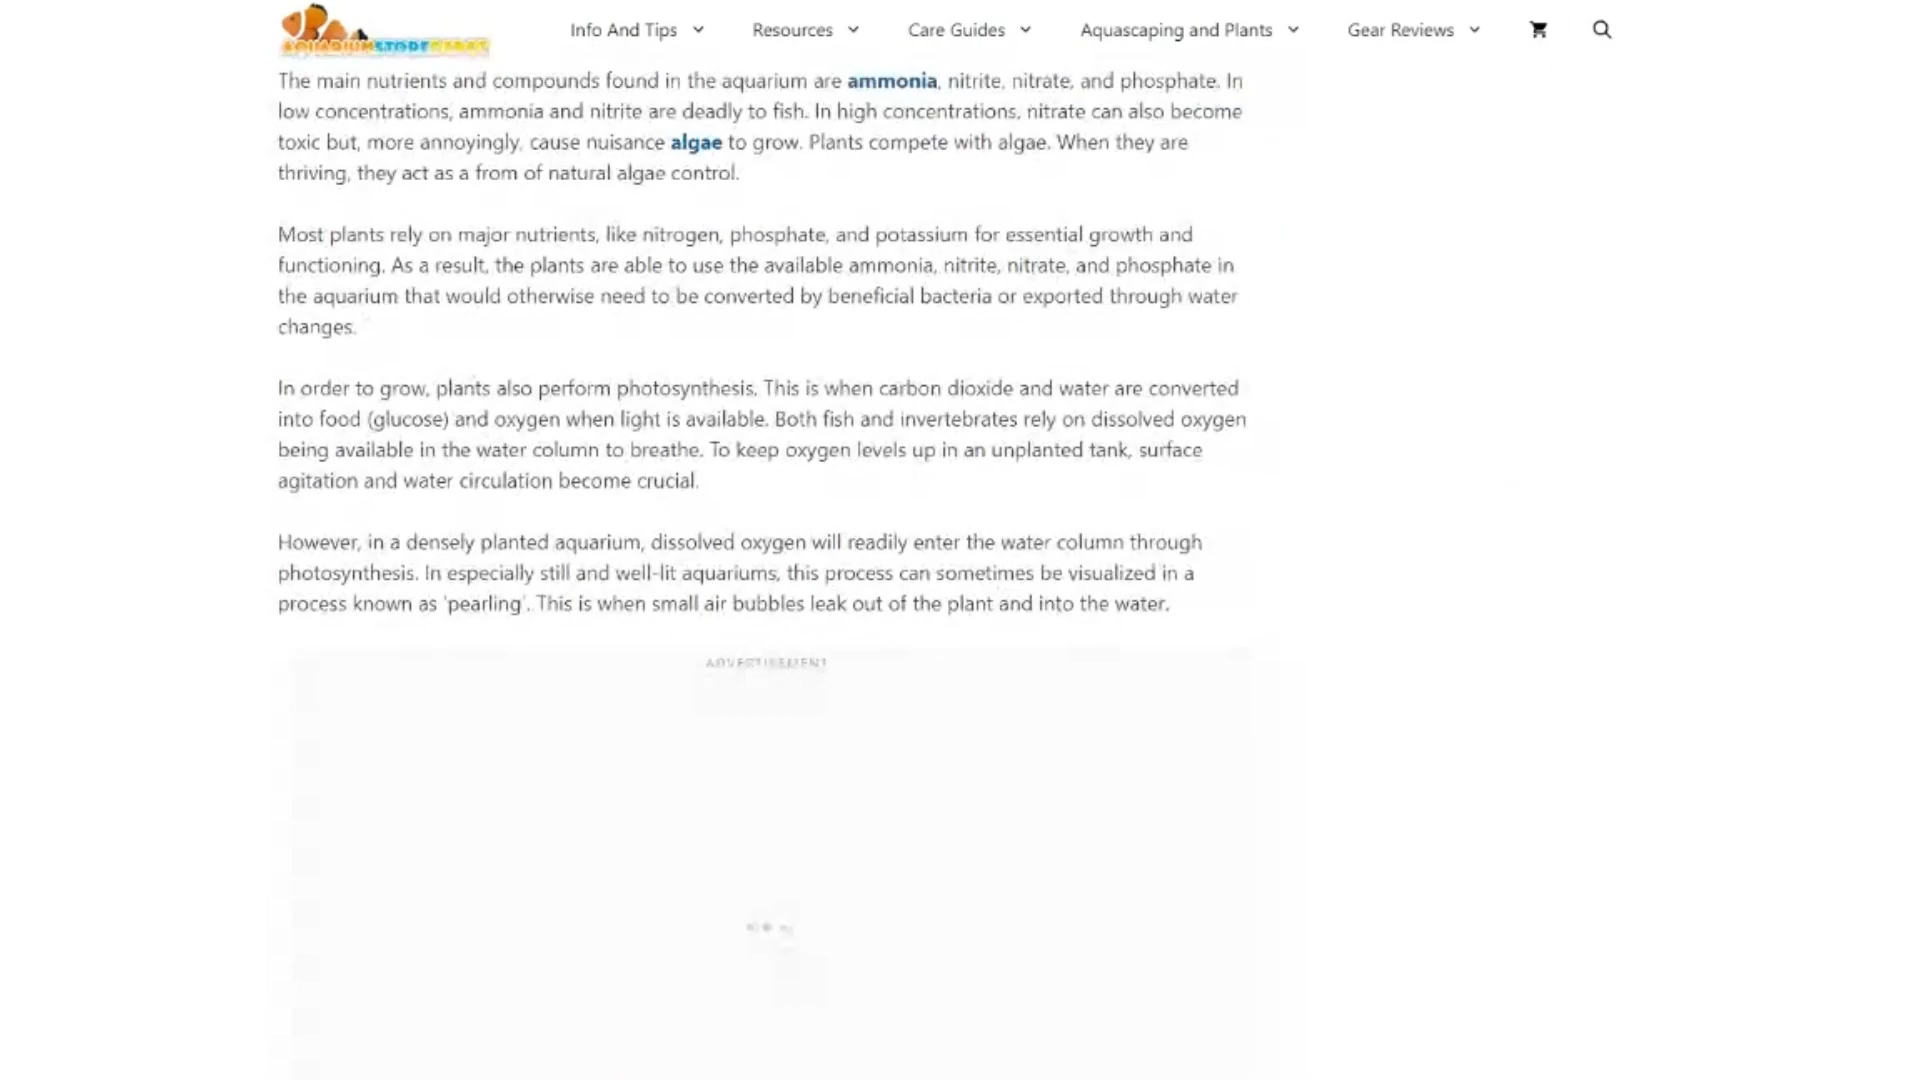 Info And Tips
Resources
Care Guides
Aquascaping and Plants
Gear Reviews
The main nutrients and compounds found in the aquarium are ammonia, nitrite, nitrate, and phosphate. In
low concentrations, ammonia and nitrite are deadly to fish. In high concentrations, nitrate can also become
toxic but, more annoyingly, cause nuisance algae to grow. Plants compete with algae. When they are
thriving, they act as a from of natural algae control.
Most plants rely on major nutrients, like nitrogen, phosphate, and potassium for essential growth and
functioning. As a result, the plants are able to use the available ammonia, nitrite, nitrate, and phosphate in
the aquarium that would otherwise need to be converted by beneficial bacteria or exported through water
changes.
In order to grow, plants also perform photosynthesis. This is when carbon dioxide and water are converted
into food (glucose) and oxygen when light is available. Both fish and invertebrates rely on dissolved oxygen
being available in the water column to breathe. To keep oxygen levels up in an unplanted tank, surface
agitation and water circulation become crucial.
However, in a densely planted aquarium, dissolved oxygen will readily enter the water column through
photosynthesis. In especially still and well-lit aquariums, this process can sometimes be visualized in a
process known as 'pearling'. This is when small air bubbles leak out of the plant and into the water.
ADVERTISEMENT